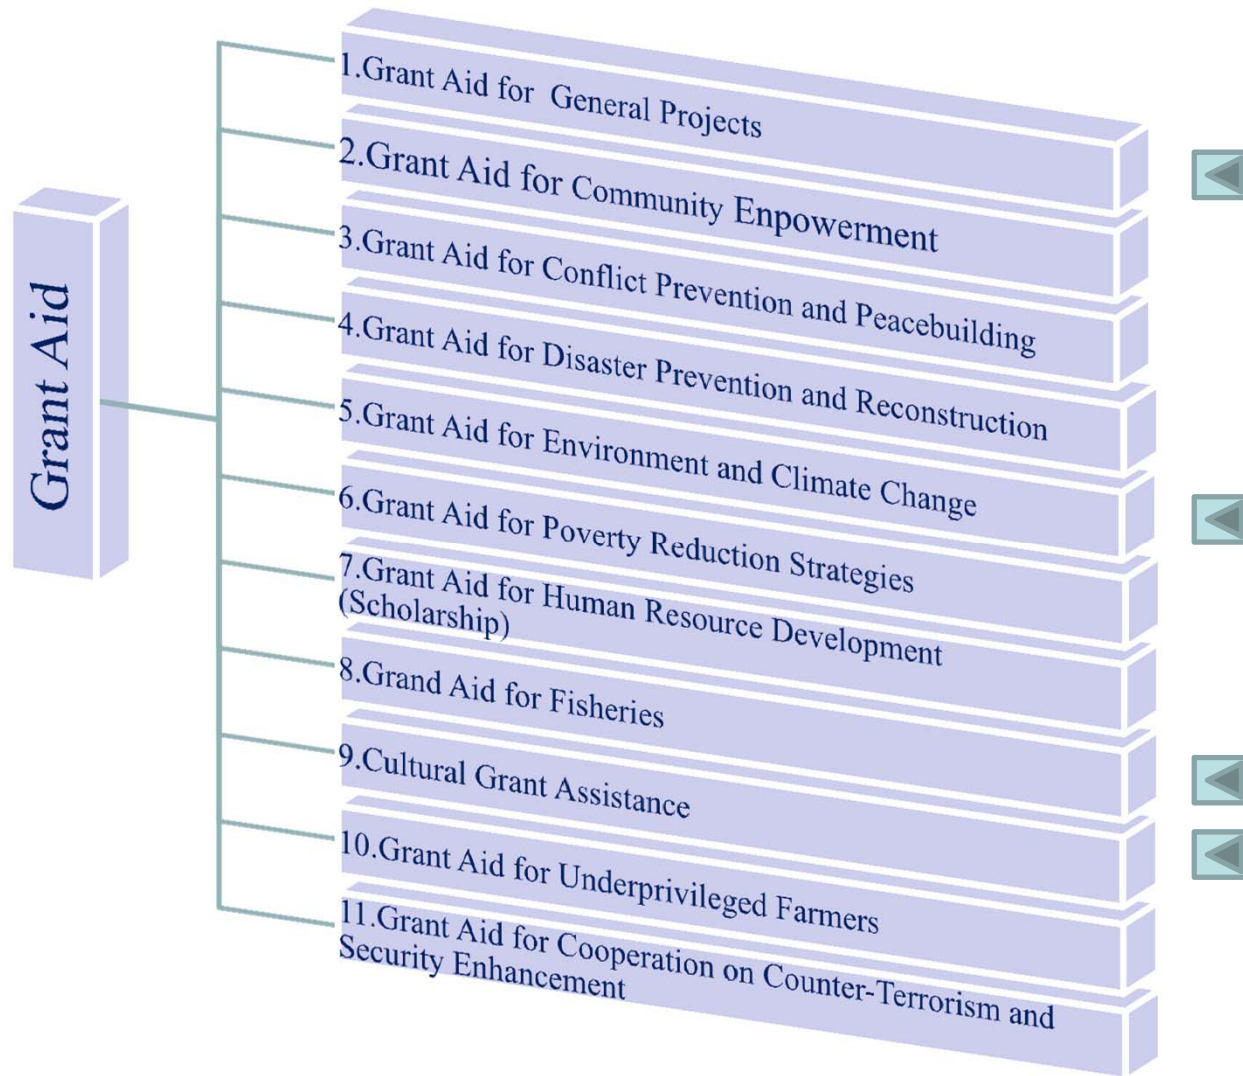 Grant Aid
1.Grant Aid for  General Projects
2.Grant Aid for Community Enpowerment
3.Grant Aid for Conflict Prevention and Peacebuilding
4.Grant Aid for Disaster Prevention and Reconstruction
5.Grant Aid for Environment and Climate Change
6.Grant Aid for Poverty Reduction Strategies
7.Grant Aid for Human Resource Development
(Scholarship)
8.Grand Aid for Fisheries
9.Cultural Grant Assistance
10.Grant Aid for Underprivileged Farmers
11.Grant Aid for Cooperation on Counter-Terrorism and
Security Enhancement